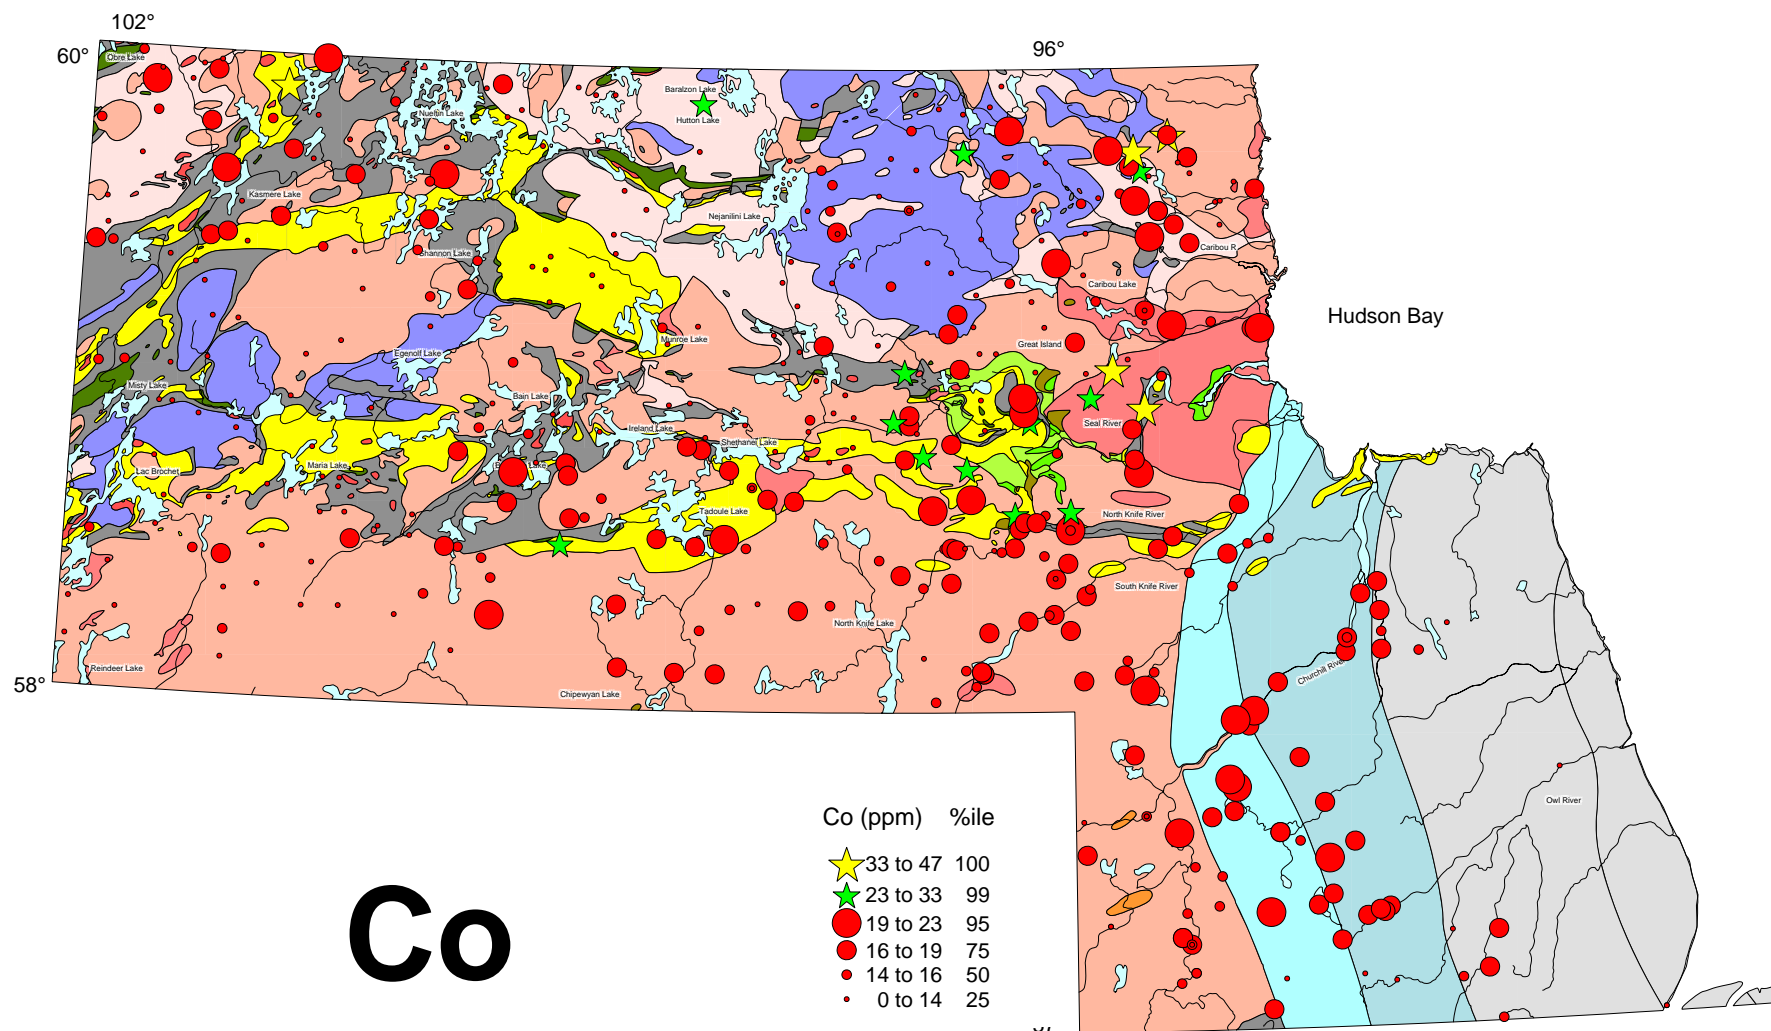 102°
60°
96°
Obre Lake
Baralzon Lake
Nueltin Lake
Hutton Lake
Kasmere Lake
Nejanilini Lake
Shannon Lake
Caribou R
Caribou Lake
Hudson Bay
Munroe Lake
Great Island
Egenolf Lake
Misty Lake
Bain Lake
Ireland Lake
Shethanei Lake
Seal River
Lac Brochet
Maria Lake
Lake
Tadoule Lake
North Knife River
South Knife River
North Knife Lake
Churchill River
Reindeer Lake
58°
Chipewyan Lake
Owl River
Co (ppm) %ile
33 to 47 100
23 to 33 99
19 to 23 95
16 to 19 75
14 to 16 50
0 to 14 25
Co